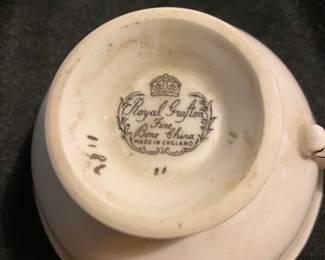 Royal Grafton
Fine
Bone China
MADE IN ENGLAND